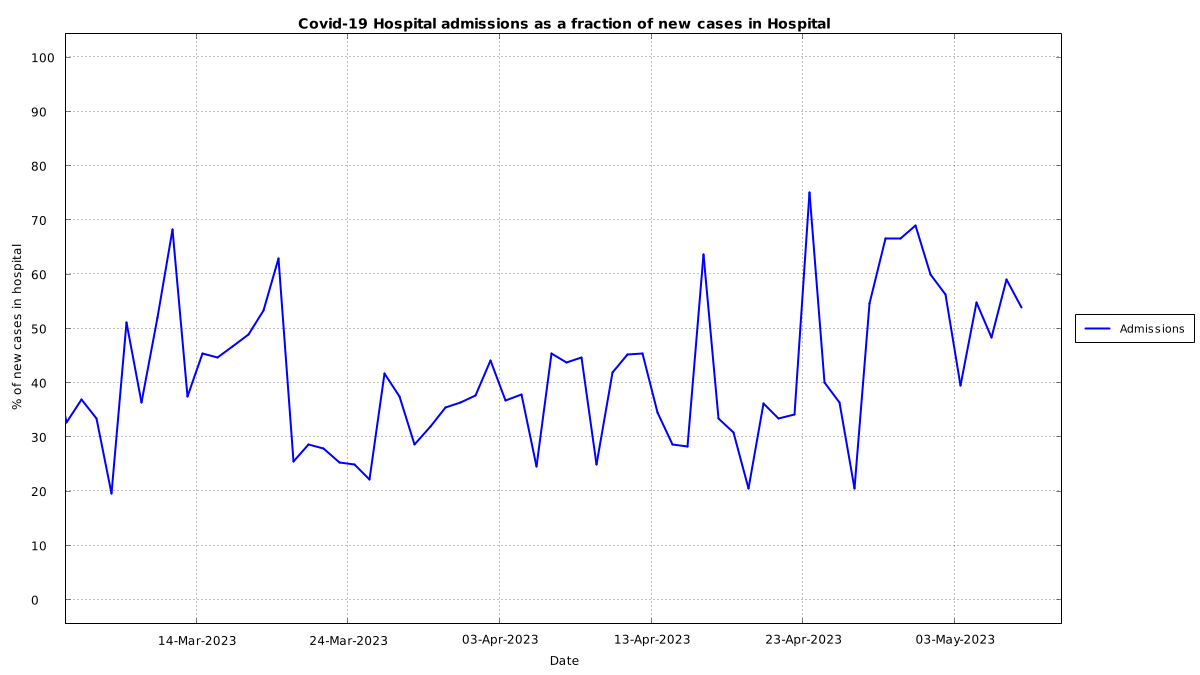 Covid-19 Hospital admissions as a fraction of new cases in Hospital
100
90
80
70
60
50
40
30
20
10
0
% of new cases in hospital
14-Mar-2023
24-Mar-2023
03-Apr-2023
13-Apr-2023
23-Apr-2023
03-May-2023
Date
Admissions